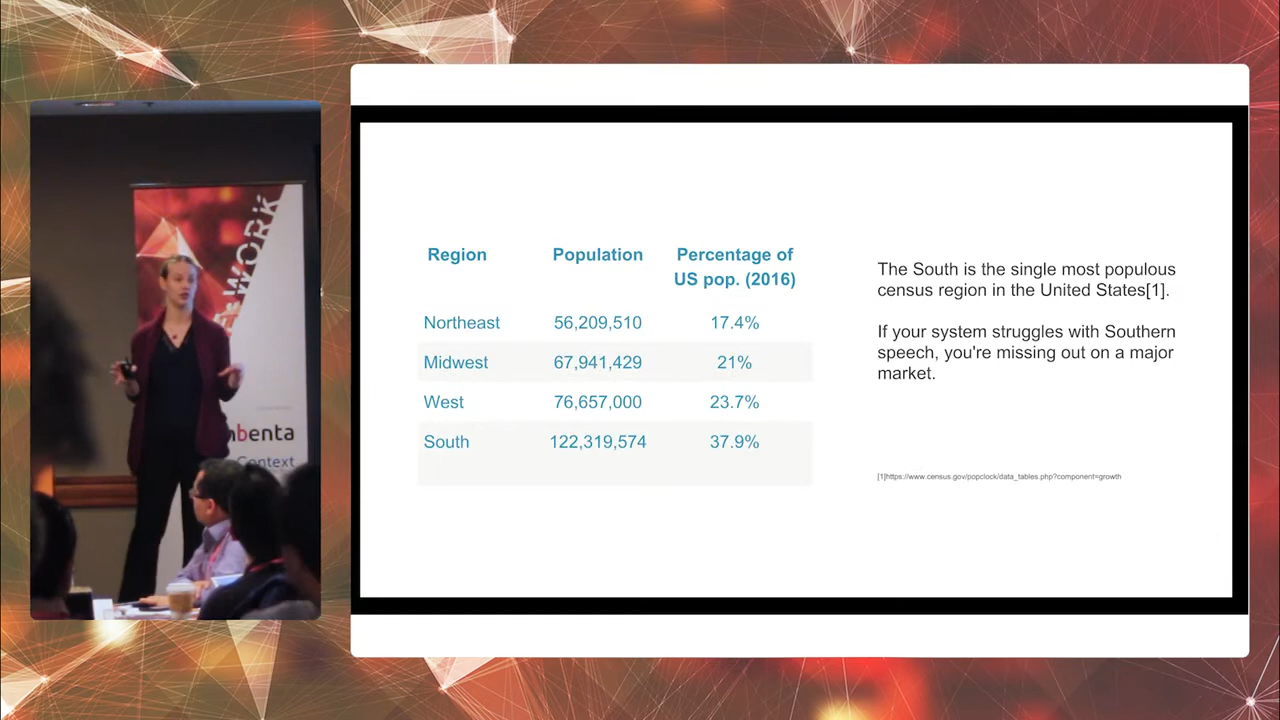 WORK
benta
Context
Region Population Percentage of
US pop. (2016)
Northeast 56,209,510 17.4%
Midwest 67,941,429 21%
West 76,657,000 23.7%
South 122,319,574 37.9%
The South is the single most populous
census region in the United States[1].
If your system struggles with Southern
speech, you're missing out on a major
market.
[1]https://www.census.gov/popclock/data_tables.php?component=growth